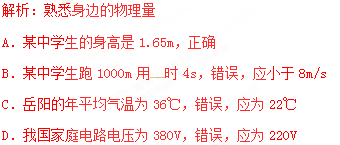 解析：熟悉身边的物理量
A．某中学生的身高是1.65m，正确
B．某中学生跑1000m用 时4s，错误，应小于8m/s
C．岳阳的年平均气温为36℃，错误，应为22℃
D．我国家庭电路电压为380V，错误，应为220V